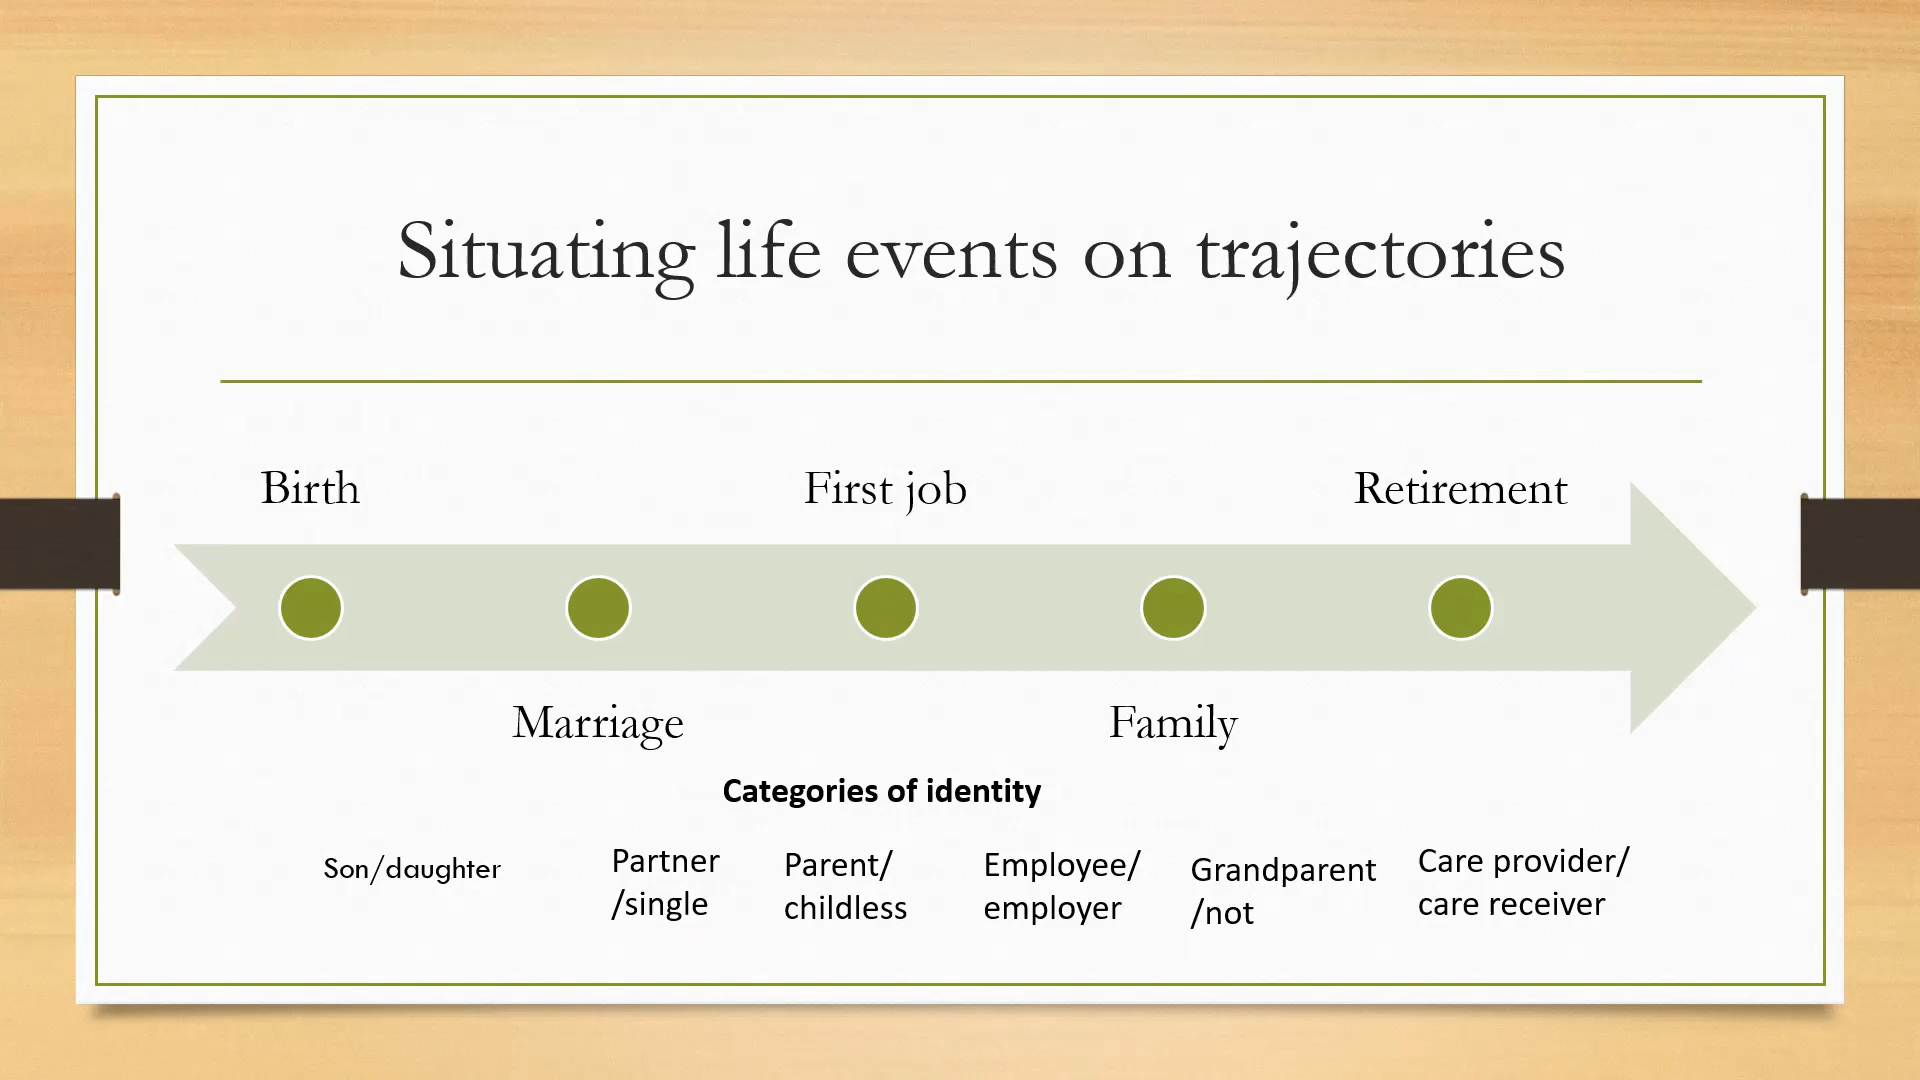 Situating life events on trajectories
Birth
First job
Retirement
Marriage
Family
Categories of identity
Son/daughter
Partner
/single
Parent/
childless
Employee/
employer
Grandparent
/not
Care provider/
care receiver